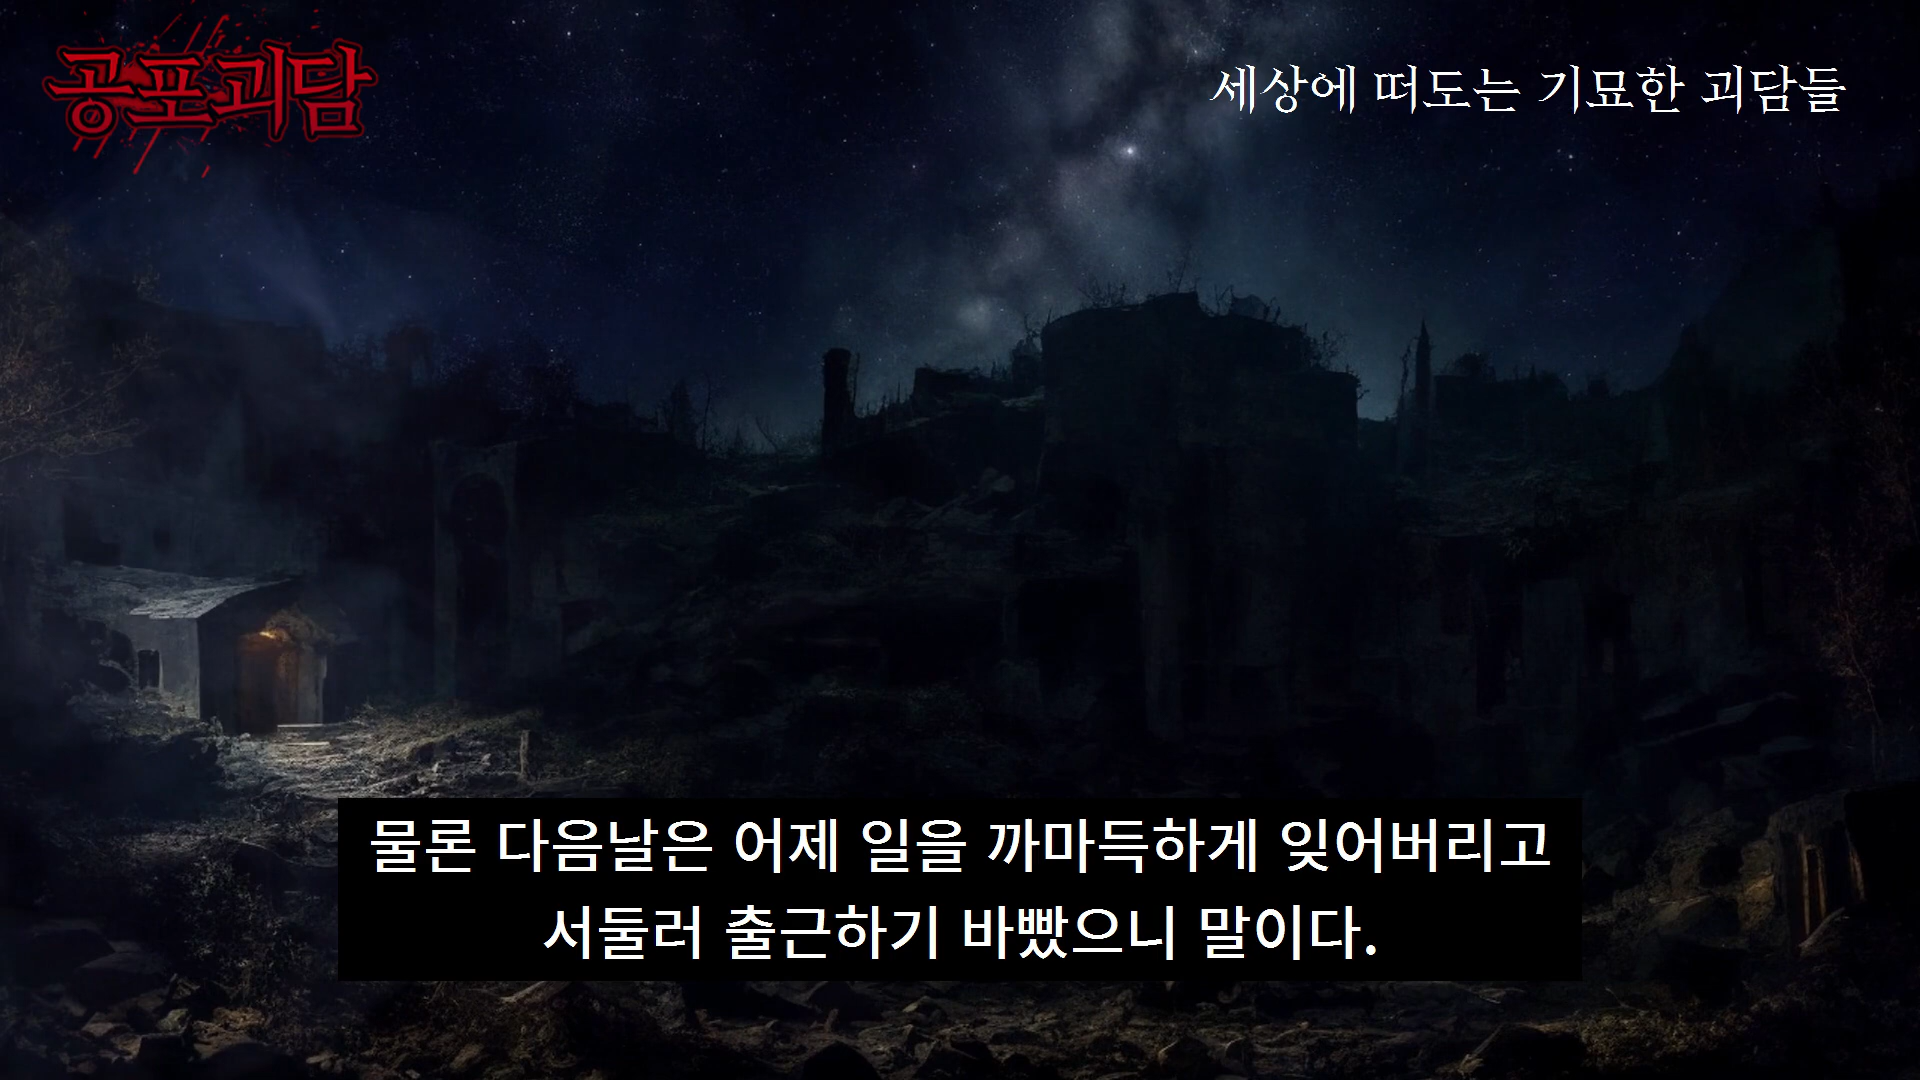 공포괴담
세상에 떠도는 기묘한 괴담들
물론 다음날은 어제 일을 까마득하게 잊어버리고
서둘러 출근하기 바빴으니 말이다.